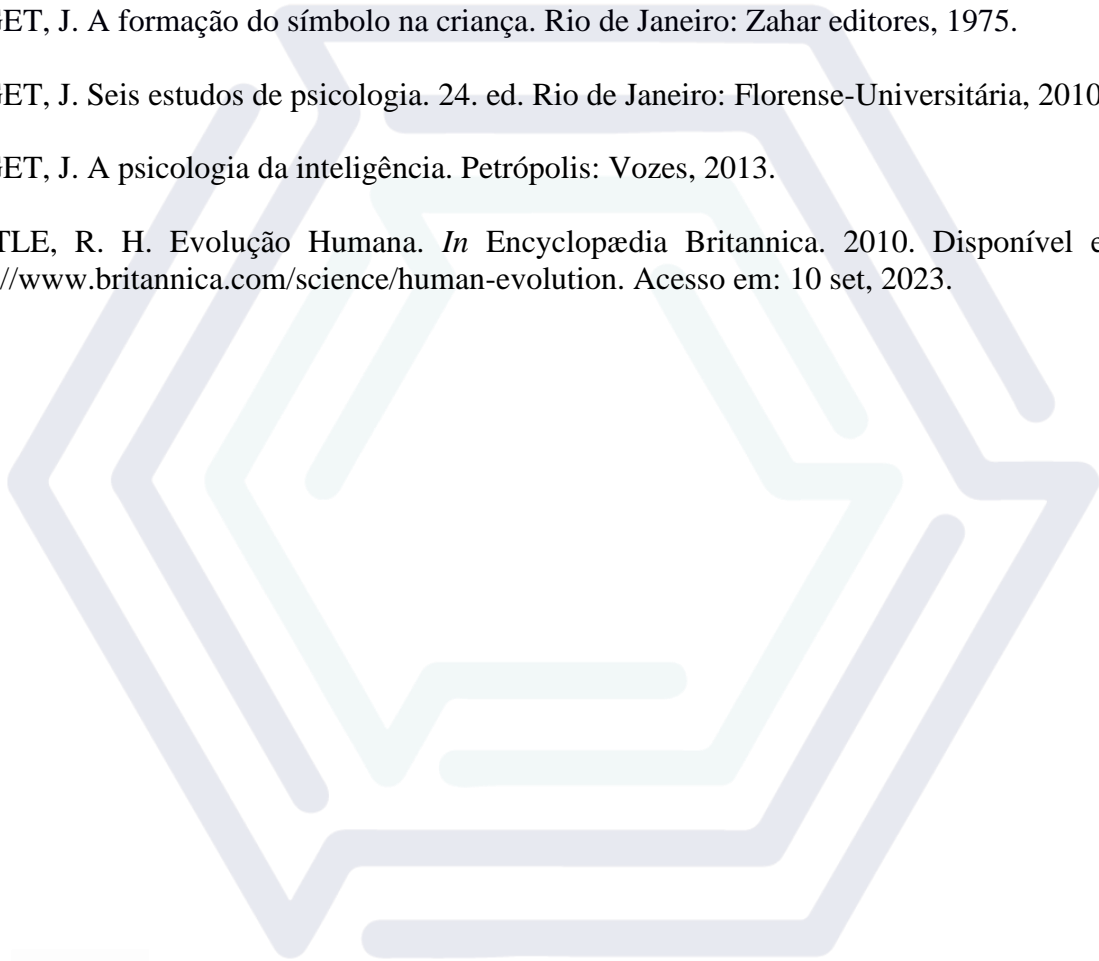 GET, J. A formação do símbolo na criança. Rio de Janeiro: Zahar editores, 1975.
GET, J. Seis estudos de psicologia. 24. ed. Rio de Janeiro: Florense-Universitária, 2010
GET, J. A psicologia da inteligência. Petrópolis: Vozes, 2013.
TLE, R. H. Evolução Humana. In Encyclopædia Britannica. 2010. Disponível e
//www.britannica.com/science/human-evolution. Acesso em: 10 set, 2023.